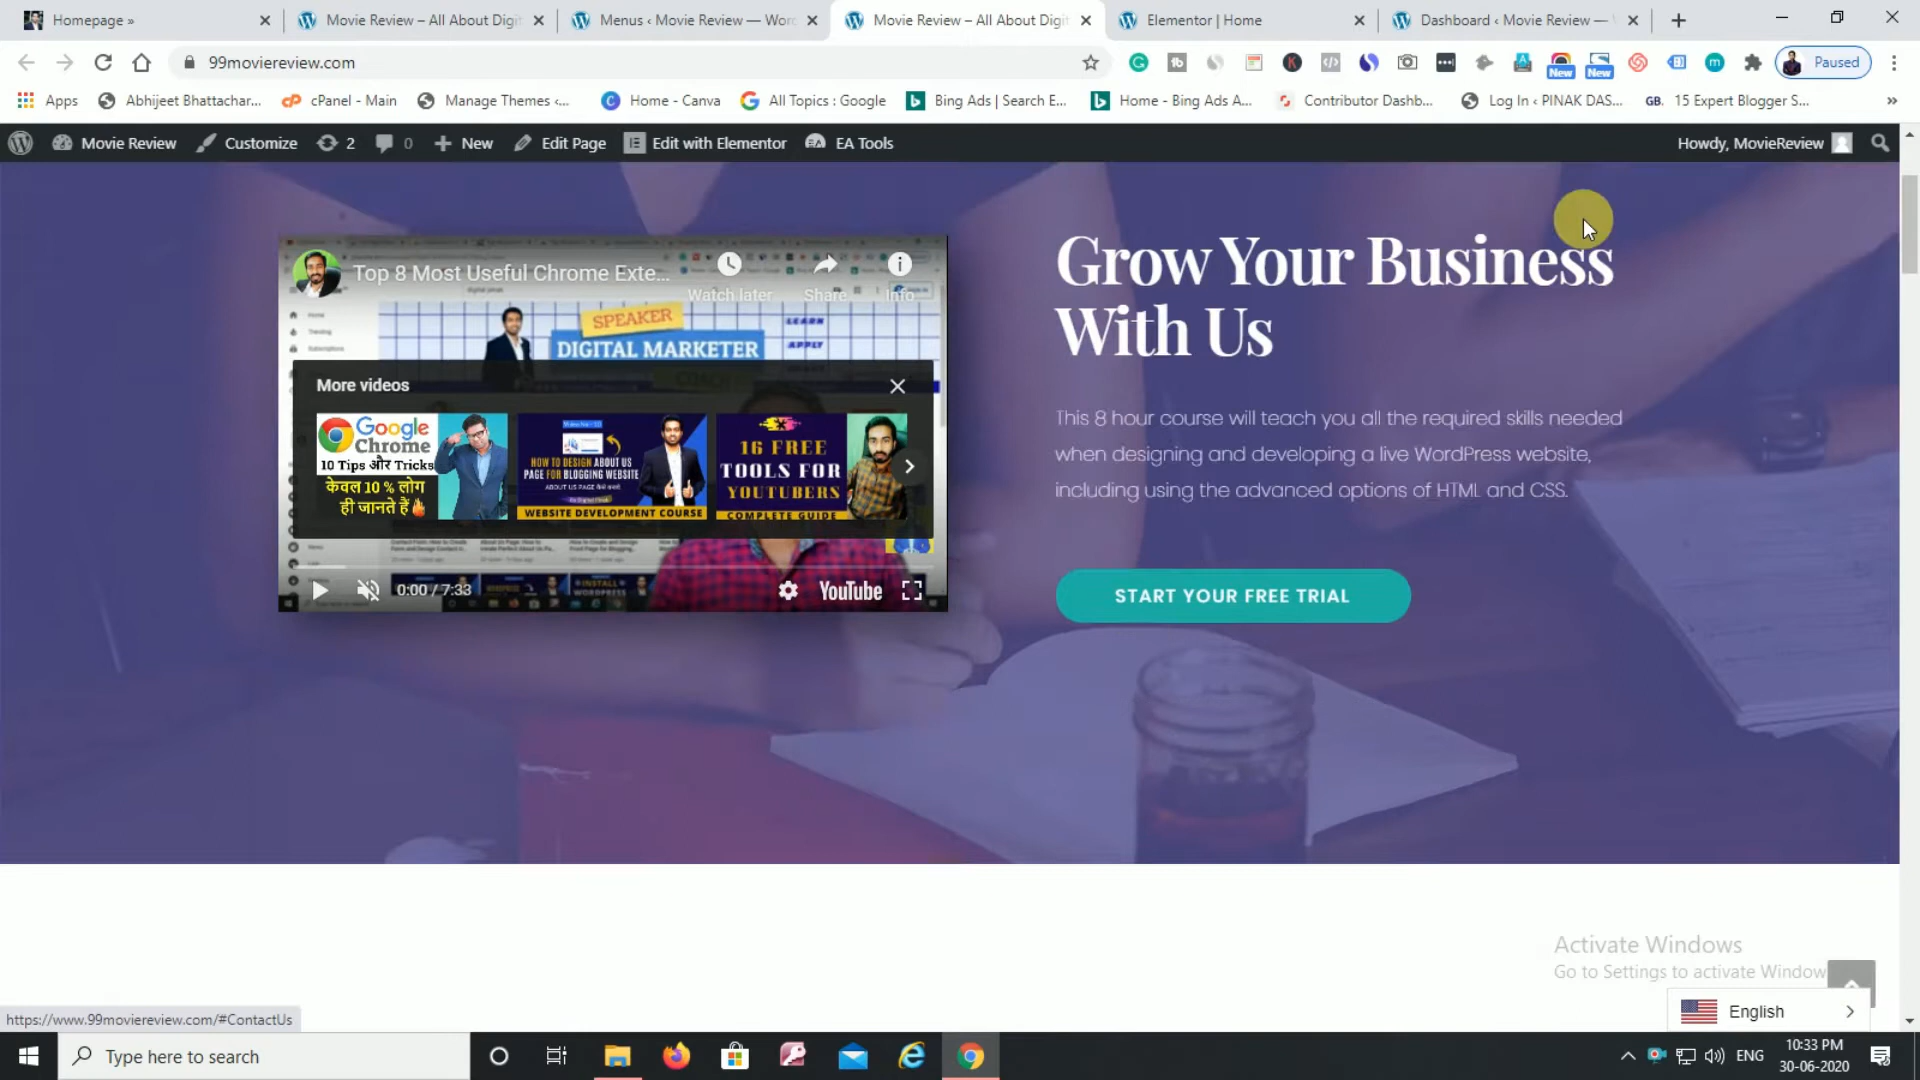 Homepage »
Movie Review – All About Digit
Menus ‹ Movie Review — Word
Movie Review – All About Digit
Elementor | Home
Dashboard ‹ Movie Review —
99moviereview.com
New
New
Paused
Apps
Abhijeet Bhattachar...
cPanel - Main
Manage Themes ‹...
Home - Canva
All Topics : Google
Bing Ads | Search E...
Home - Bing Ads A...
Contributor Dashb...
Log In ‹ PINAK DAS...
GB. 15 Expert Blogger S...
»
Movie Review
Customize
2
0
New
Edit Page
Edit with Elementor
EA Tools
Howdy, MovieReview
Top 8 Most Useful Chrome Exte...
Watch later
Share
Info
SPEAKER
DIGITAL MARKETER
LEARN
APPLY
COACH
More videos
Google
Chrome
10 Tips और Tricks
केवल 10 % लोग
ही जानते हैं
HOW TO DESIGN ABOUT US
PAGE FOR BLOGGING WEBSITE
WEBSITE DEVELOPMENT COURSE
16 FREE
TOOLS FOR
YOUTUBERS
COMPLETE GUIDE
0:00 / 7:33
YouTube
Grow Your Business
With Us
This 8 hour course will teach you all the required skills needed
when designing and developing a live WordPress website,
including using the advanced options of HTML and CSS.
START YOUR FREE TRIAL
Activate Windows
Go to Settings to activate Window
English
https://www.99moviereview.com/#ContactUs
Type here to search
ENG
10:33 PM
30-06-2020